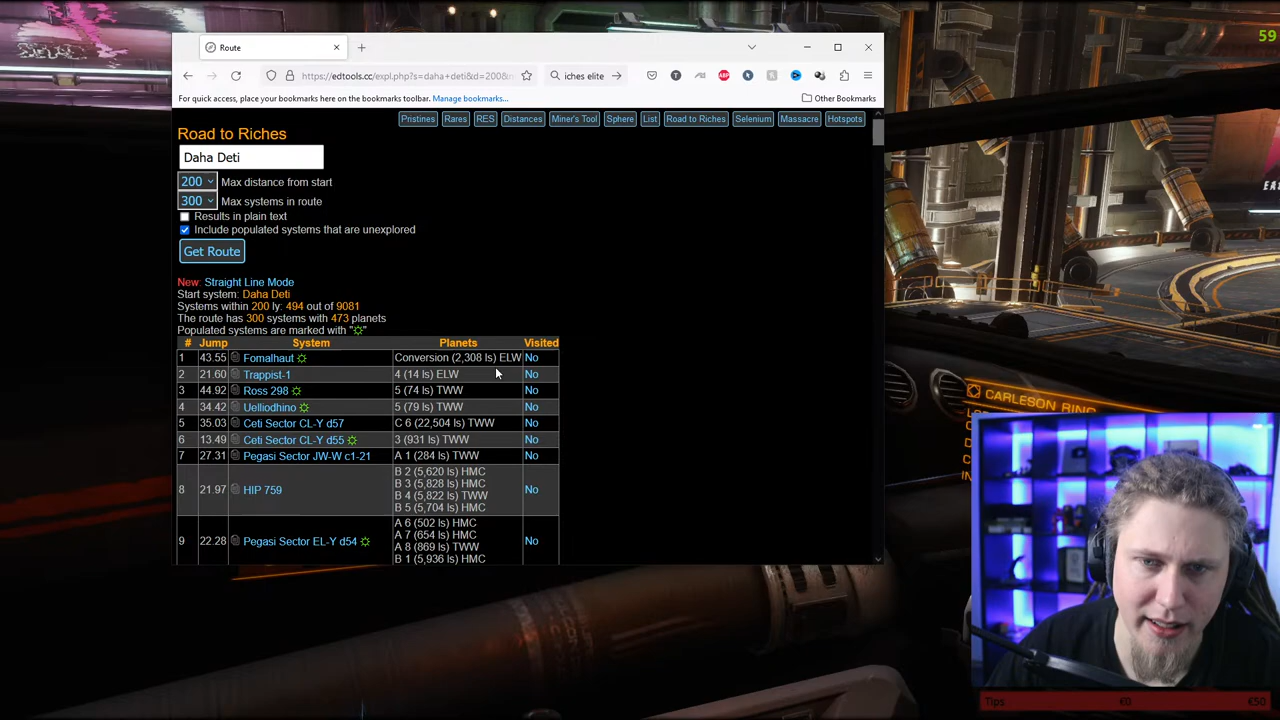 59
Route
https://edtools.cc/expl.php?s=daha+deti&d=200&n
iches elite
ABP
For quick access, place your bookmarks here on the bookmarks toolbar. Manage bookmarks...
Other Bookmarks
Pristines Rares RES Distances Miner's Tool Sphere List Road to Riches Selenium Massacre Hotspots
Road to Riches
Daha Deti
200 Max distance from start
300 Max systems in route
Results in plain text
Include populated systems that are unexplored
Get Route
New: Straight Line Mode
Start system: Daha Deti
Systems within 200 ly: 494 out of 9081
The route has 300 systems with 473 planets
Populated systems are marked with "☼"
# Jump System Planets Visited
1 43.55 Fomalhaut ☼ Conversion (2,308 ls) ELW No
2 21.60 Trappist-1 4 (14 ls) ELW No
3 44.92 Ross 298 ☼ 5 (74 ls) TWW No
4 34.42 Uelliodhino ☼ 5 (79 ls) TWW No
5 35.03 Ceti Sector CL-Y d57 C 6 (22,504 ls) TWW No
6 13.49 Ceti Sector CL-Y d55 ☼ 3 (931 ls) TWW No
7 27.31 Pegasi Sector JW-W c1-21 A 1 (284 ls) TWW No
8 21.97 HIP 759 B 2 (5,620 ls) HMC No
B 3 (5,828 ls) HMC
B 4 (5,822 ls) TWW
B 5 (5,704 ls) HMC
9 22.28 Pegasi Sector EL-Y d54 ☼ A 6 (502 ls) HMC No
A 7 (654 ls) HMC
A 8 (869 ls) TWW
B 1 (5,936 ls) HMC
CARLESON RING
Tips €0 €50